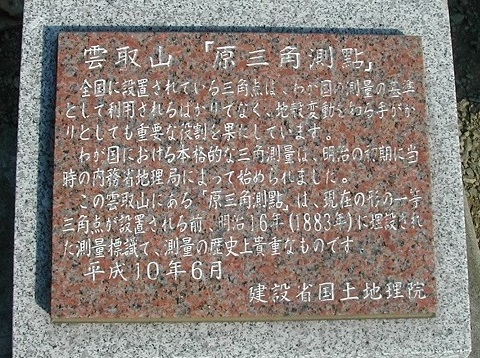 雲取山 「原三角測點」
全国に設置されている三角点は、わが国の測量の基準
として利用されるばかりでなく、地殻変動を知る手がか
りとしても重要な役割を果にしています。
わが国における本格的な三角測量は、明治の初期に当
時の内務省地理局によって始められました。
この雲取山にある「原三角測點」は、現在の形の一等
三角点が設置される前、明治16年(1883年)に埋設され
た測量標識で、測量の歴史上貴重なものです。
平成10年6月
建設省国土地理院